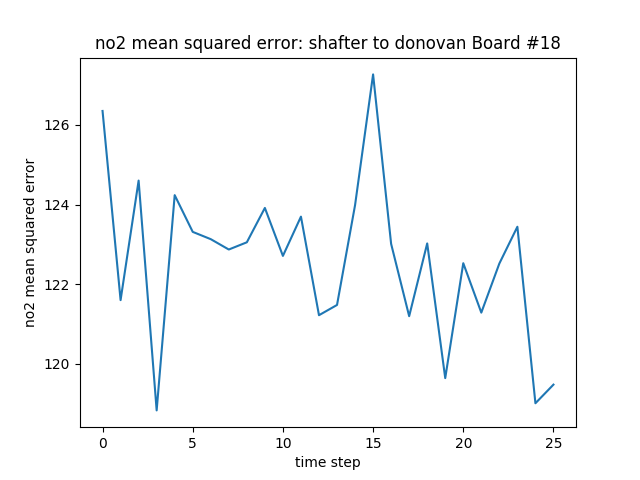 no2 mean squared error: shafter to donovan Board #18
no2 mean squared error
126
124
122
120
0 5 10 15 20 25
time step